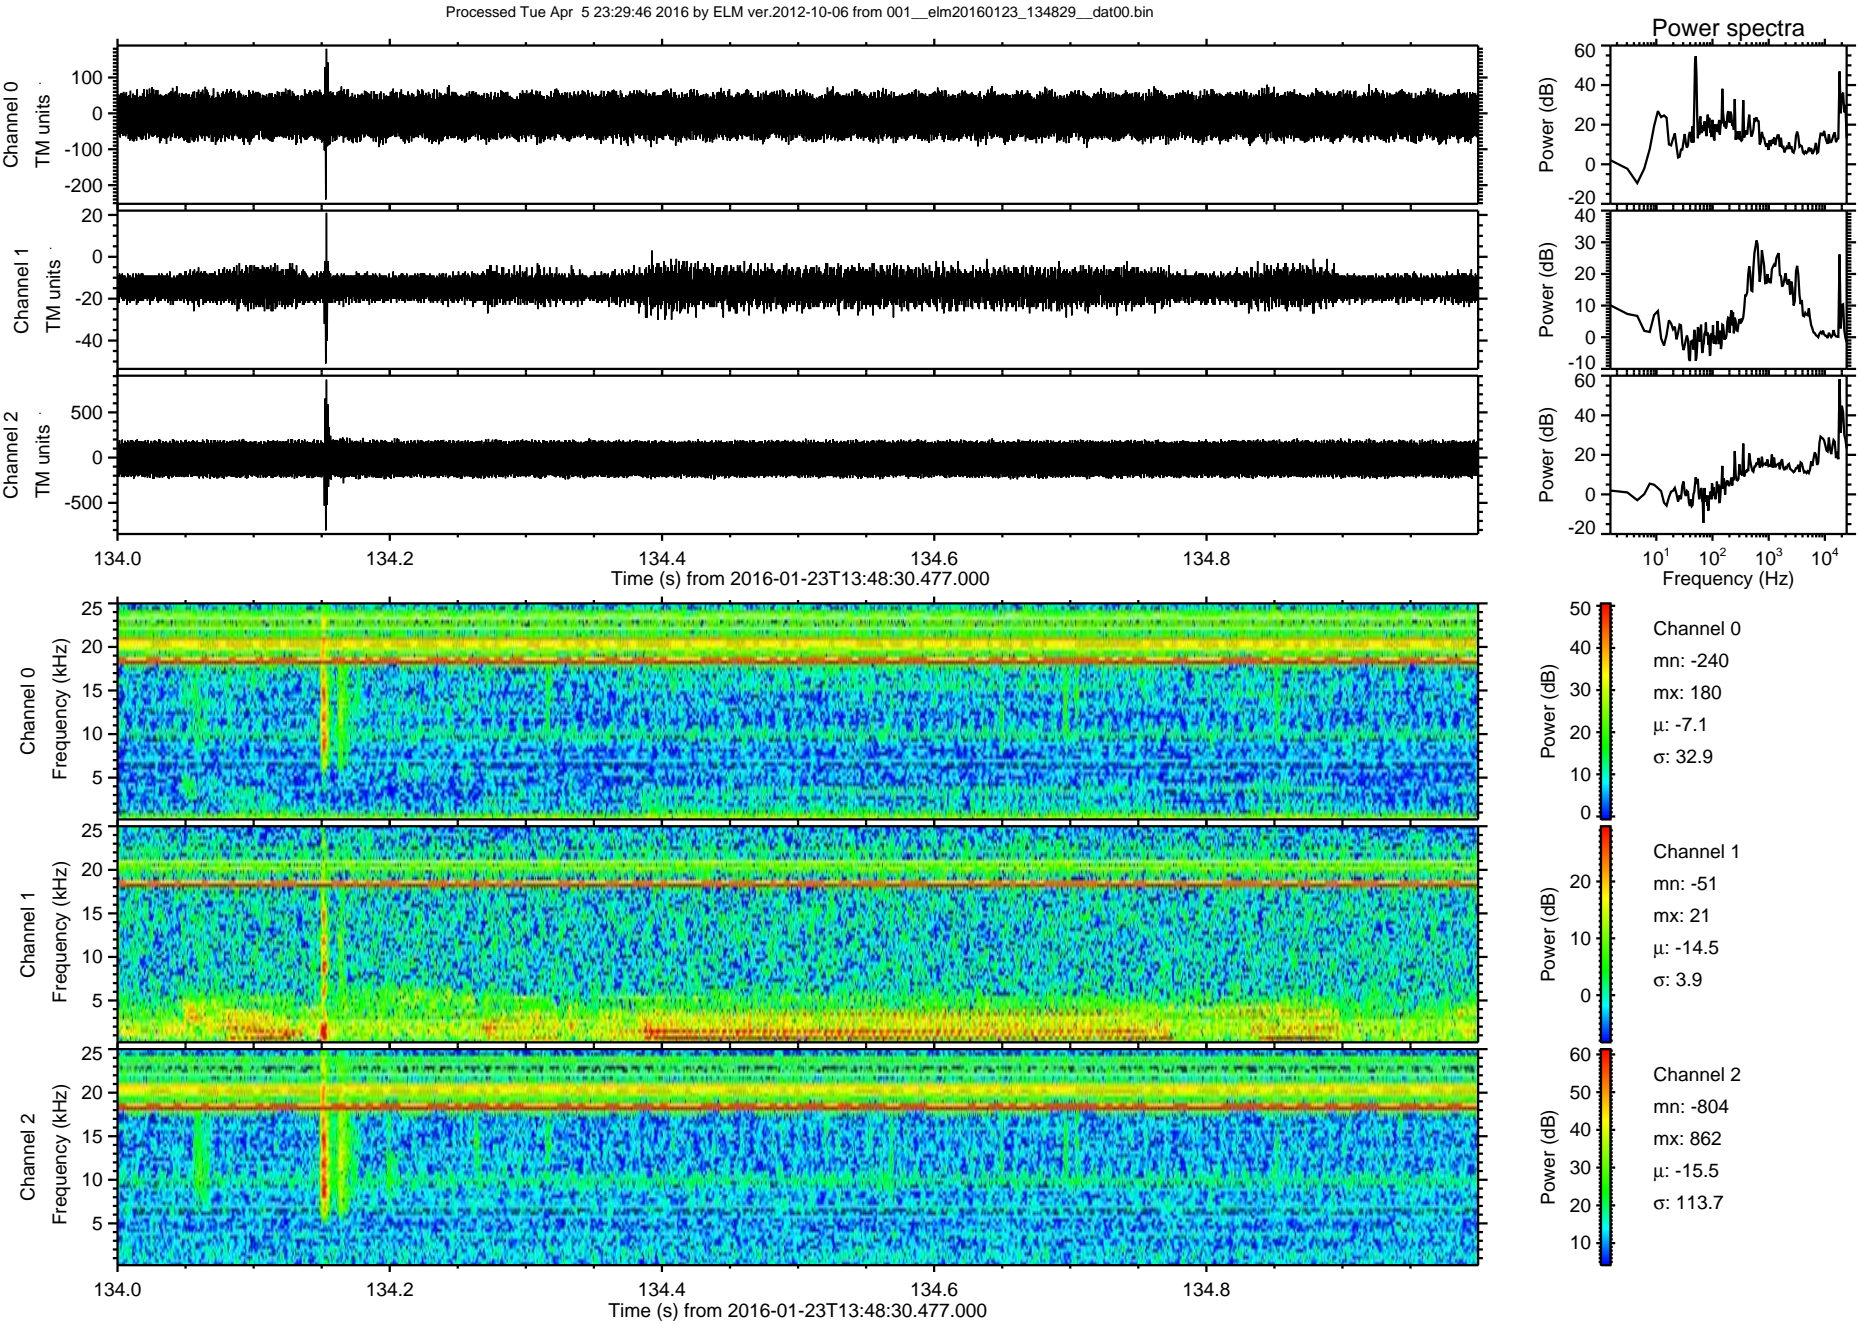 Processed Tue Apr  5 23:29:46 2016 by ELM ver.2012-10-06 from 001__elm20160123_134829__dat00.bin
Power spectra
Channel 0
TM units
100
0
-100
-200
Power (dB)
60
40
20
0
-20
Channel 1
TM units
20
0
-20
-40
Power (dB)
40
30
20
10
0
-10
Channel 2
TM units
500
0
-500
Power (dB)
60
40
20
0
-20
134.0 134.2 134.4 134.6 134.8
Time (s) from 2016-01-23T13:48:30.477.000
10¹ 10² 10³ 10⁴
Frequency (Hz)
Channel 0
Frequency (kHz)
25
20
15
10
5
Power (dB)
50
40
30
20
10
0
Channel 0
mn: -240
mx: 180
μ: -7.1
σ: 32.9
Channel 1
Frequency (kHz)
25
20
15
10
5
Power (dB)
20
10
0
Channel 1
mn: -51
mx: 21
μ: -14.5
σ: 3.9
Channel 2
Frequency (kHz)
25
20
15
10
5
Power (dB)
60
50
40
30
20
10
Channel 2
mn: -804
mx: 862
μ: -15.5
σ: 113.7
134.0 134.2 134.4 134.6 134.8
Time (s) from 2016-01-23T13:48:30.477.000